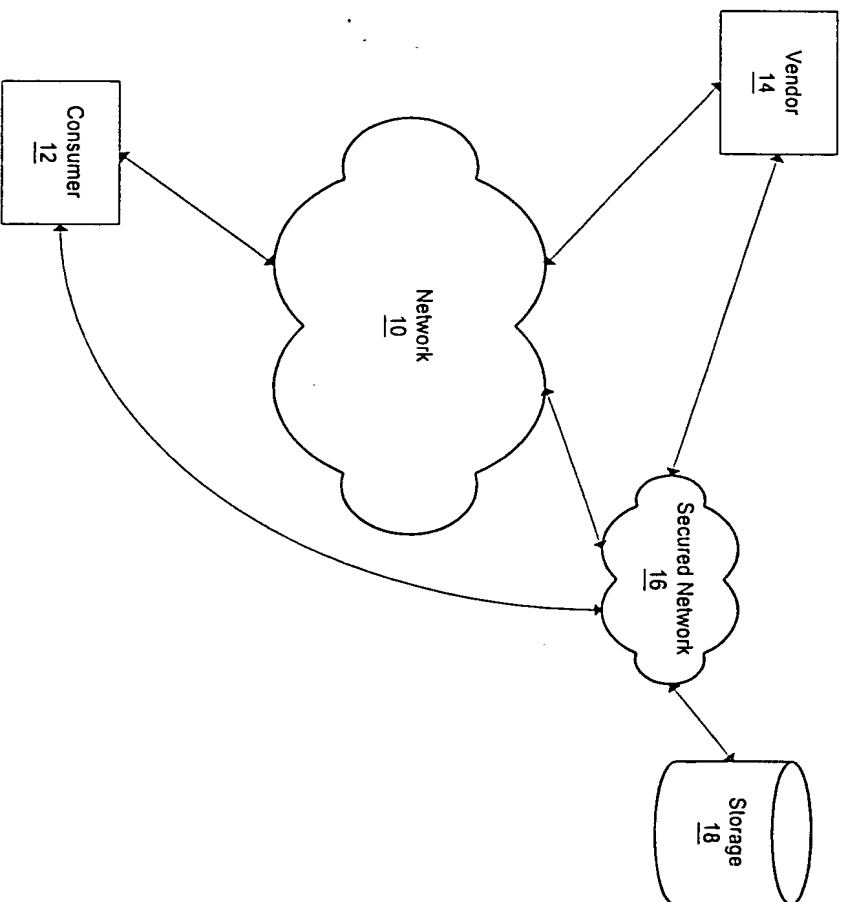 Vendor
14
Secured Network
16
Storage
18
Network
10
Consumer
12